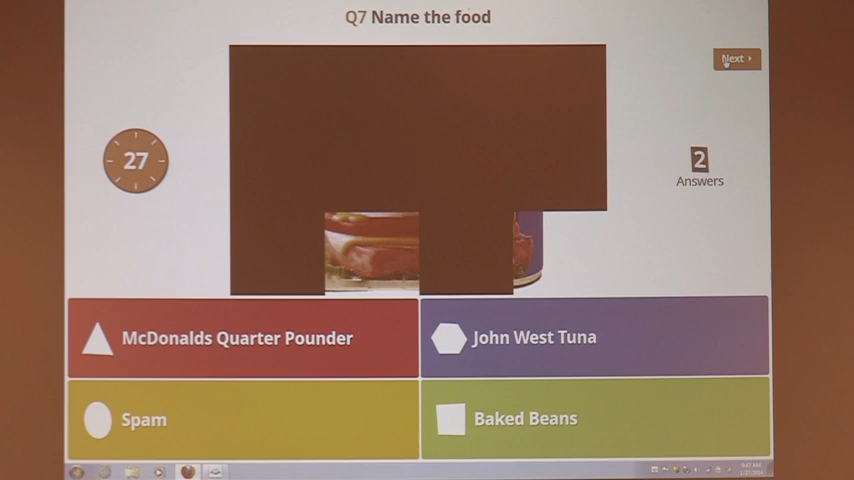 Q7 Name the food
Next
27
2
Answers
McDonalds Quarter Pounder
John West Tuna
Spam
Baked Beans